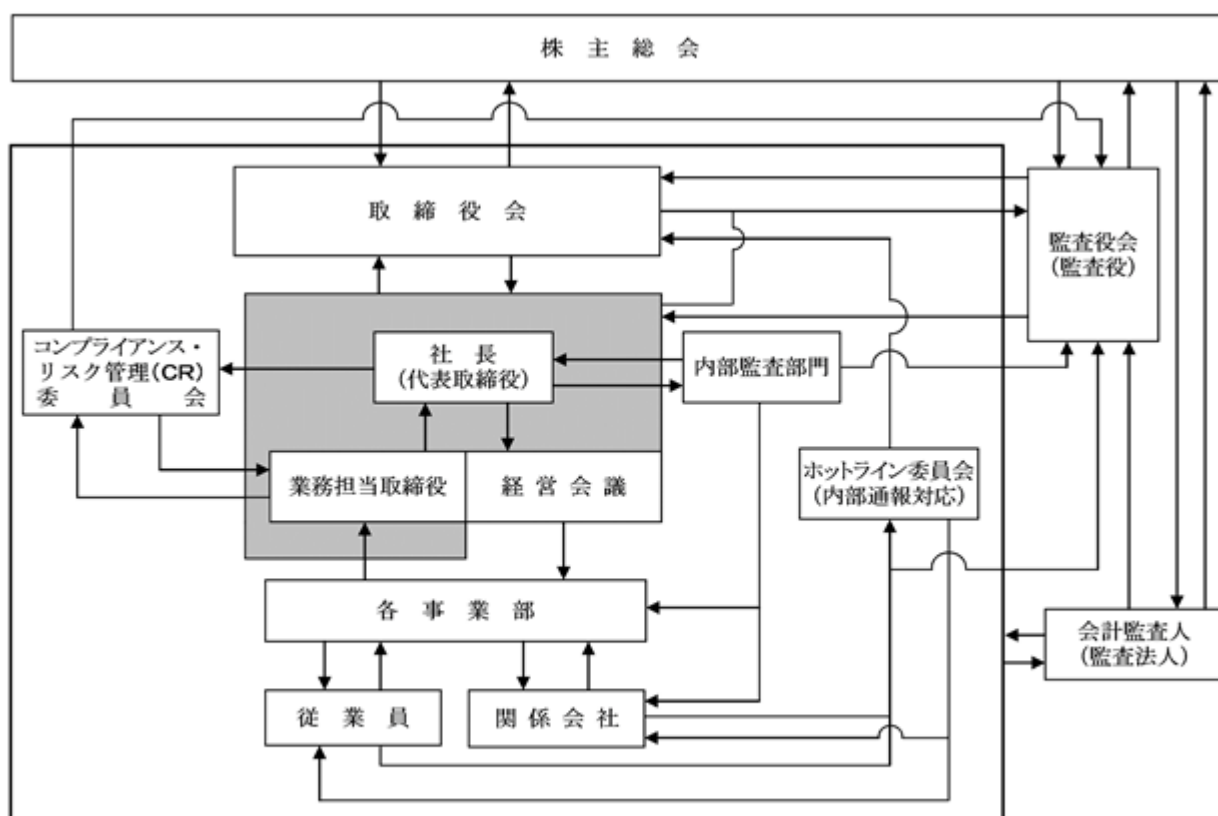 株主総会
取締役会
監査役会
(監査役)
コンプライアンス・
リスク管理(CR)
委員会
社長
(代表取締役)
内部監査部門
業務担当取締役
経営会議
ホットライン委員会
(内部通報対応)
各事業部
会計監査人
(監査法人)
従業員
関係会社